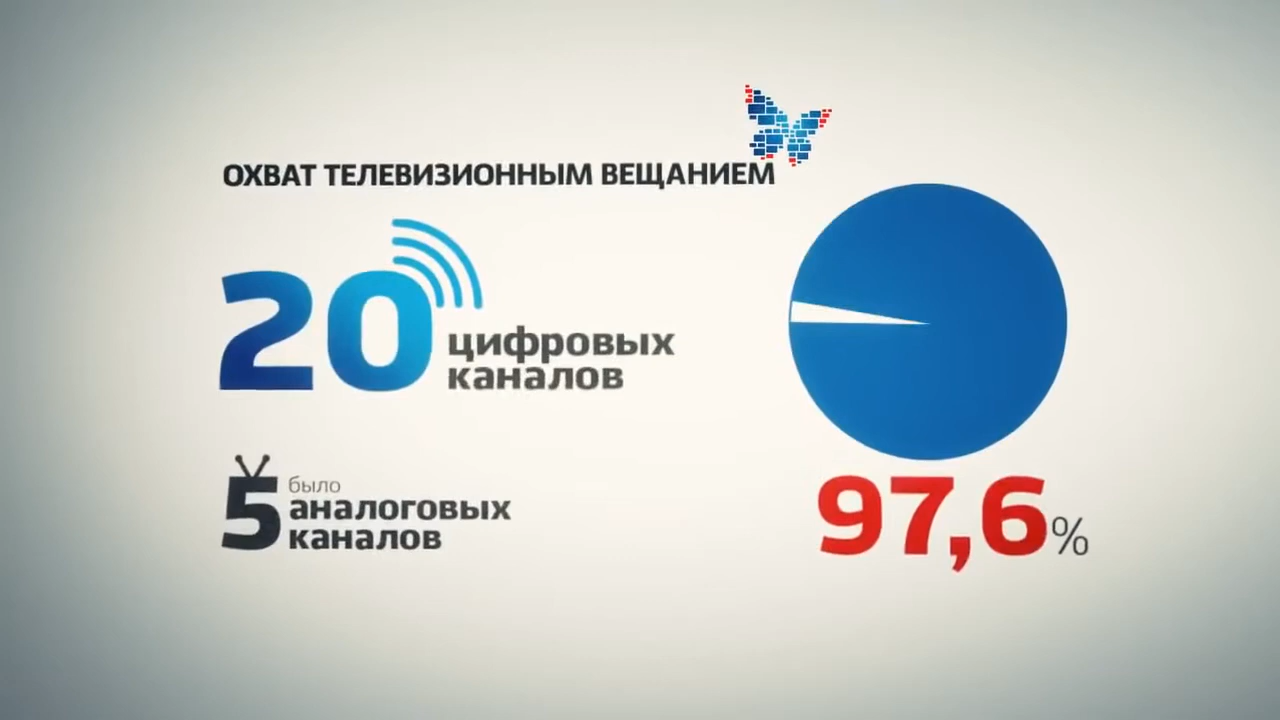 ОХВАТ ТЕЛЕВИЗИОННЫМ ВЕЩАНИЕМ
20 цифровых
каналов
5 было
аналоговых
каналов
97,6%